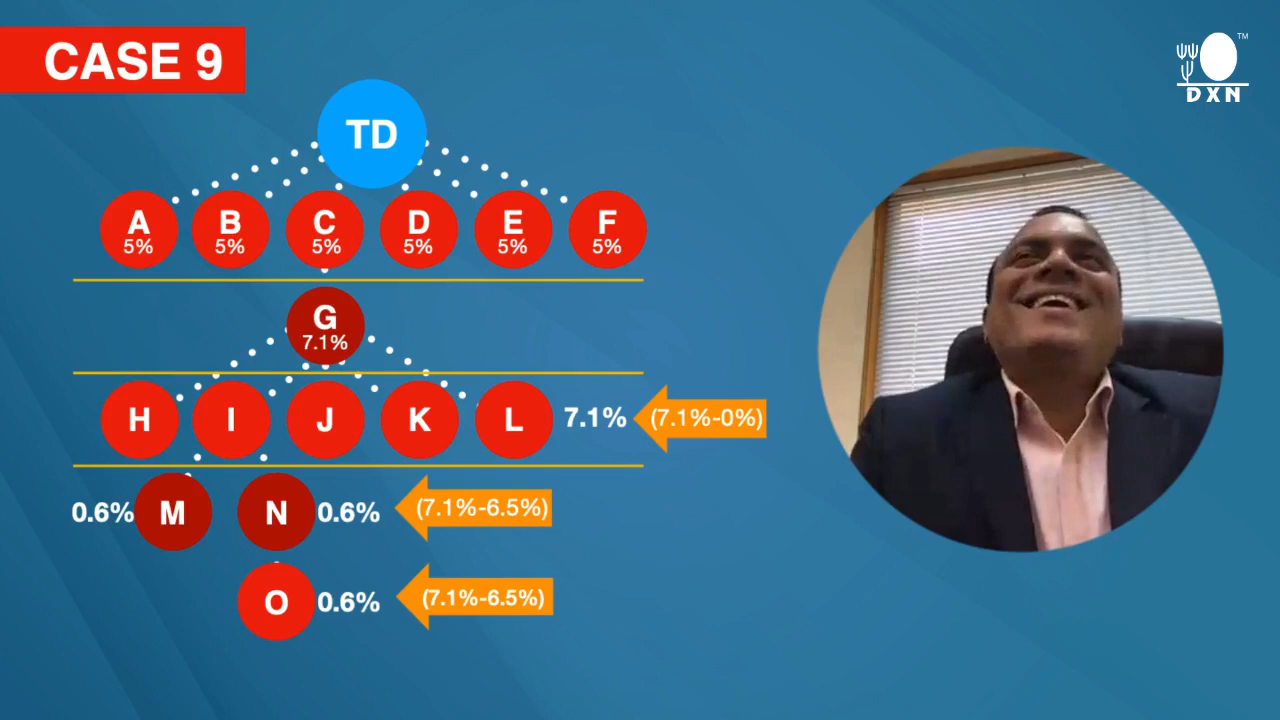 CASE 9
TM
DXN
TD
A B C D E F
5% 5% 5% 5% 5% 5%
G
7.1%
H I J K L 7.1% (7.1%-0%)
0.6% M N 0.6% (7.1%-6.5%)
O 0.6% (7.1%-6.5%)